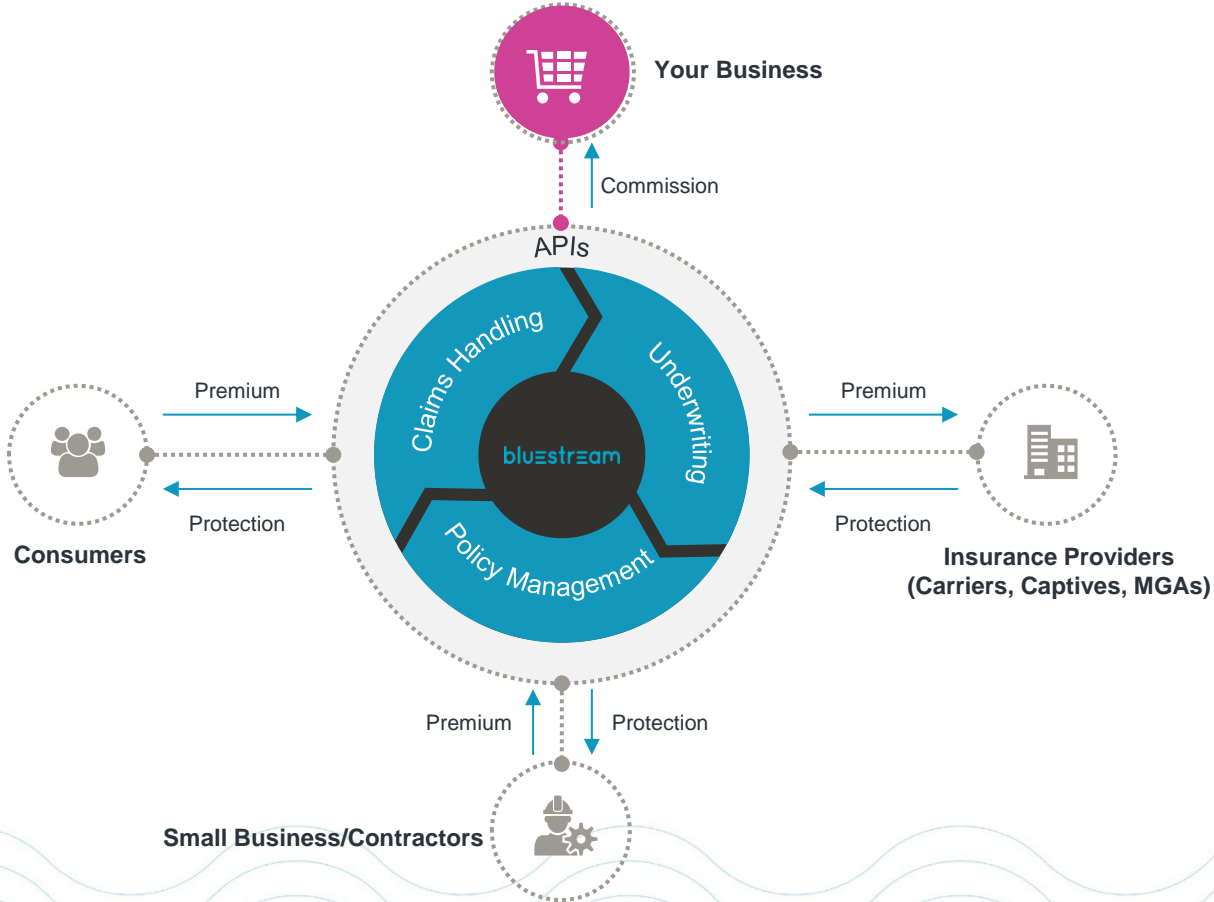 Your Business
Commission
APIs
Claims Handling
Underwriting
Premium
Premium
bluestream
Protection
Protection
Consumers
Policy Management
Insurance Providers
(Carriers, Captives, MGAs)
Premium
Protection
Small Business/Contractors